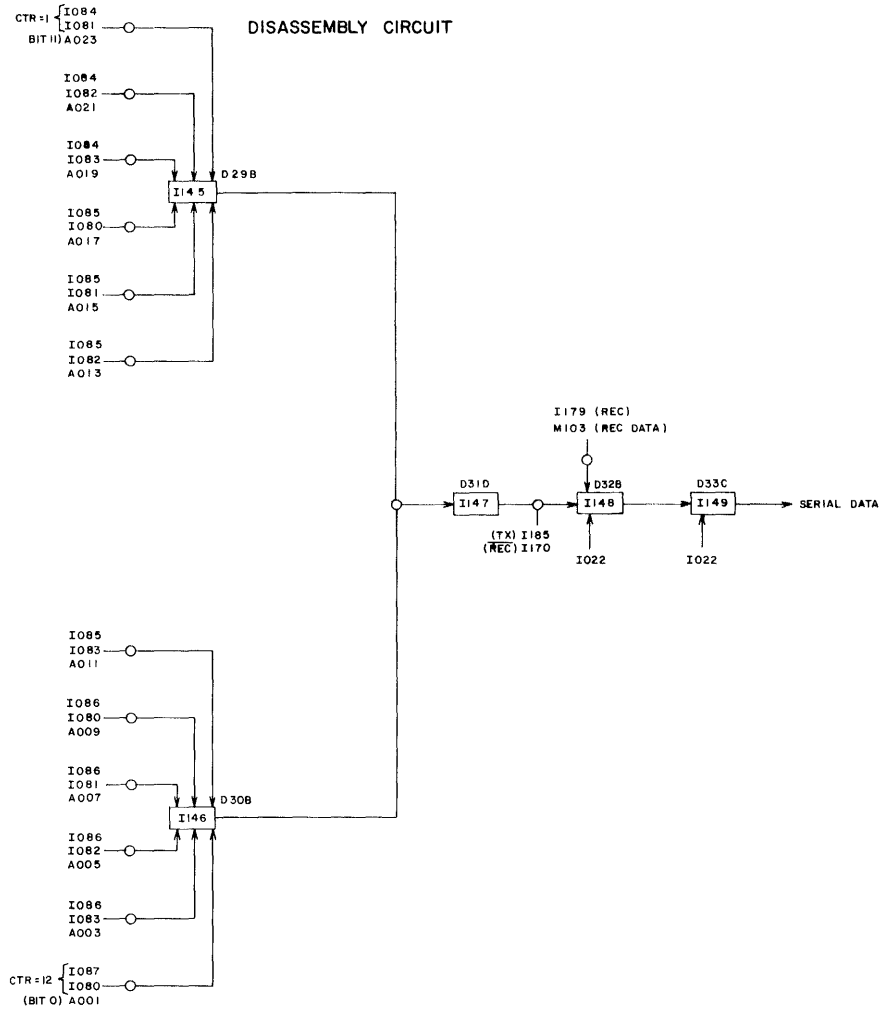 DISASSEMBLY CIRCUIT
CTR=1 { I084
I081
BIT 11) A023
I084
I082
A021
I084
I083
A019
I085
I080
A017
I085
I081
A015
I085
I082
A013
D29B
I145
I179 (REC)
M103 (REC DATA)
D31D
I147
(TX) I185
(REC) I170
D32B
I148
I022
D33C
I149
I022
SERIAL DATA
I085
I083
A011
I086
I080
A009
I086
I081
A007
I086
I082
A005
I086
I083
A003
CTR=12 { I087
I080
(BIT 0) A001
D30B
I146